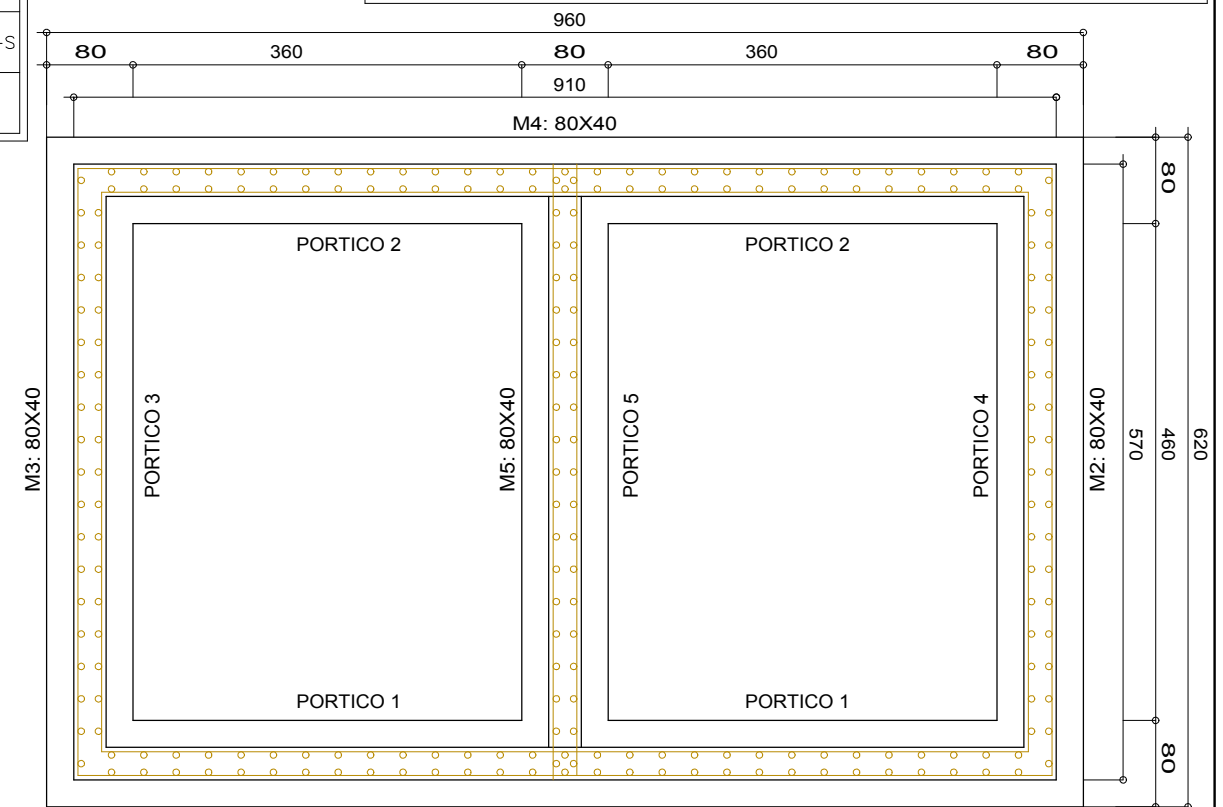 -S
960
80 360 80 360 80
910
M4: 80X40
80
PORTICO 2 PORTICO 2
M3: 80X40
PORTICO 3
M5: 80X40
PORTICO 5
PORTICO 4
M2: 80X40
570
460
620
PORTICO 1 PORTICO 1
80